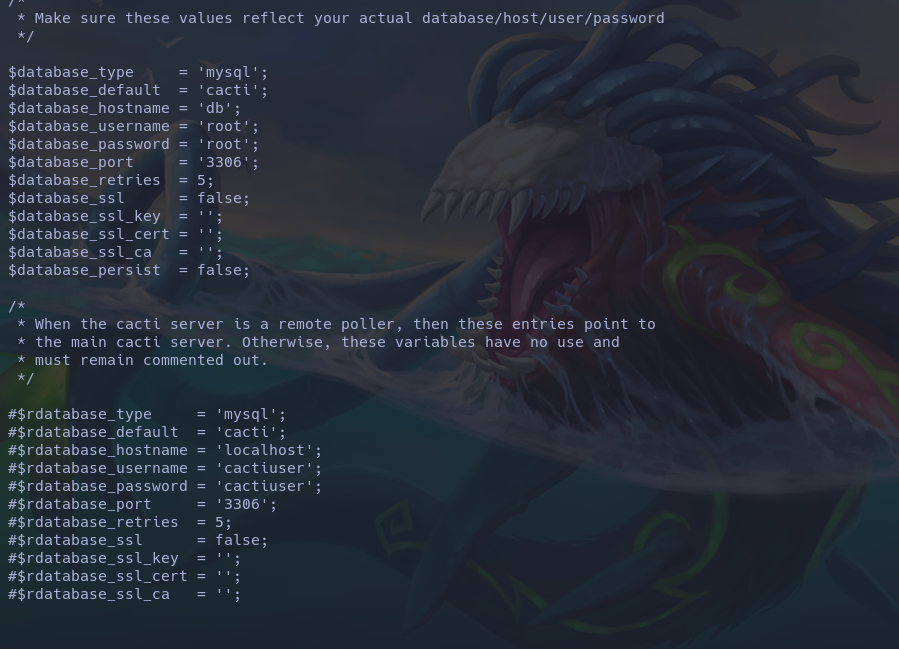 /*
 * Make sure these values reflect your actual database/host/user/password
 */

$database_type     = 'mysql';
$database_default  = 'cacti';
$database_hostname = 'db';
$database_username = 'root';
$database_password = 'root';
$database_port     = '3306';
$database_retries  = 5;
$database_ssl      = false;
$database_ssl_key  = '';
$database_ssl_cert = '';
$database_ssl_ca   = '';
$database_persist  = false;

/*
 * When the cacti server is a remote poller, then these entries point to
 * the main cacti server. Otherwise, these variables have no use and
 * must remain commented out.
 */

#$rdatabase_type     = 'mysql';
#$rdatabase_default  = 'cacti';
#$rdatabase_hostname = 'localhost';
#$rdatabase_username = 'cactiuser';
#$rdatabase_password = 'cactiuser';
#$rdatabase_port     = '3306';
#$rdatabase_retries  = 5;
#$rdatabase_ssl      = false;
#$rdatabase_ssl_key  = '';
#$rdatabase_ssl_cert = '';
#$rdatabase_ssl_ca   = '';